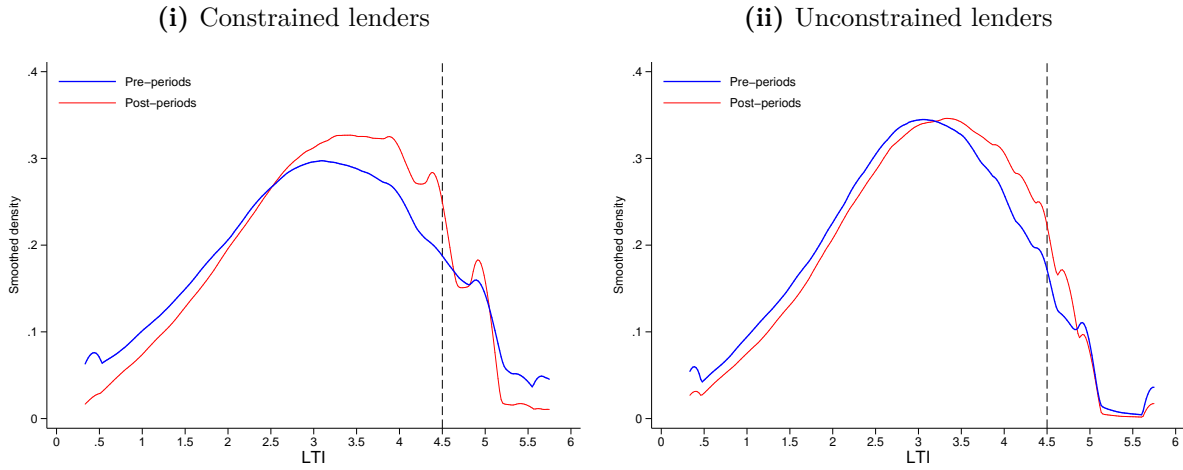 (i) Constrained lenders
.4
.3
.2
.1
0
Smoothed density
Pre−periods
Post−periods
0 .5 1 1.5 2 2.5 3 3.5 4 4.5 5 5.5 6
LTI
(ii) Unconstrained lenders
.4
.3
.2
.1
0
Smoothed density
Pre−periods
Post−periods
0 .5 1 1.5 2 2.5 3 3.5 4 4.5 5 5.5 6
LTI